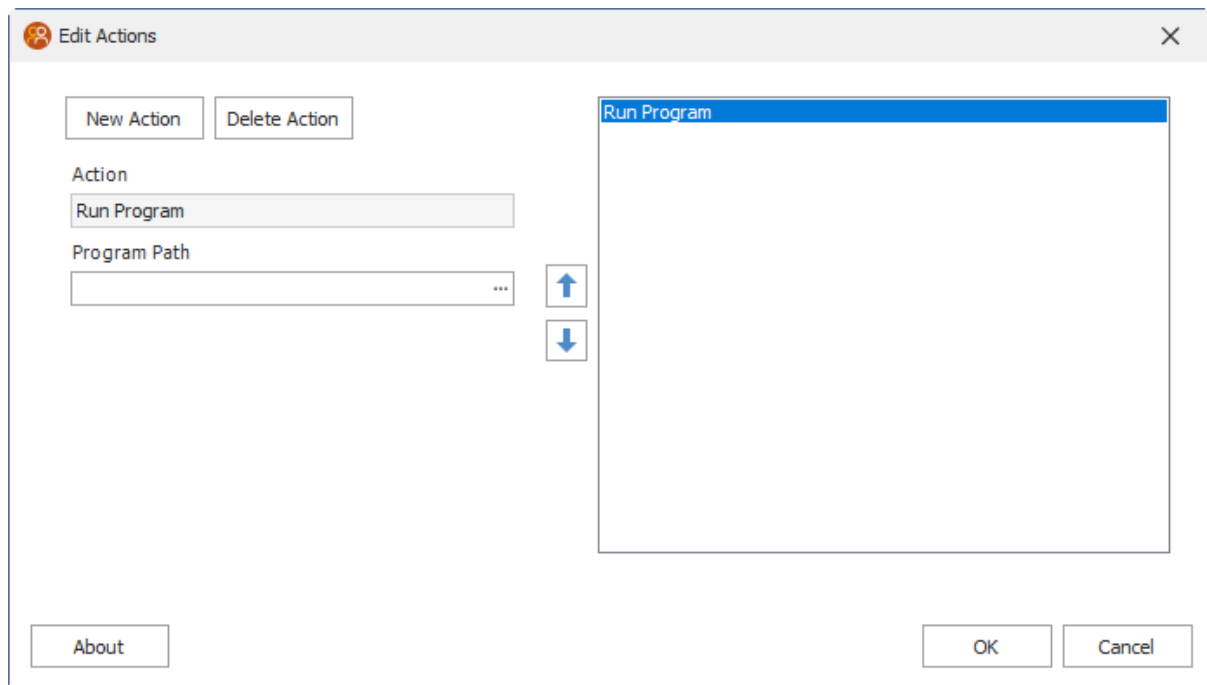 Edit Actions
New Action
Delete Action
Run Program
Action
Run Program
Program Path
...
About
OK
Cancel